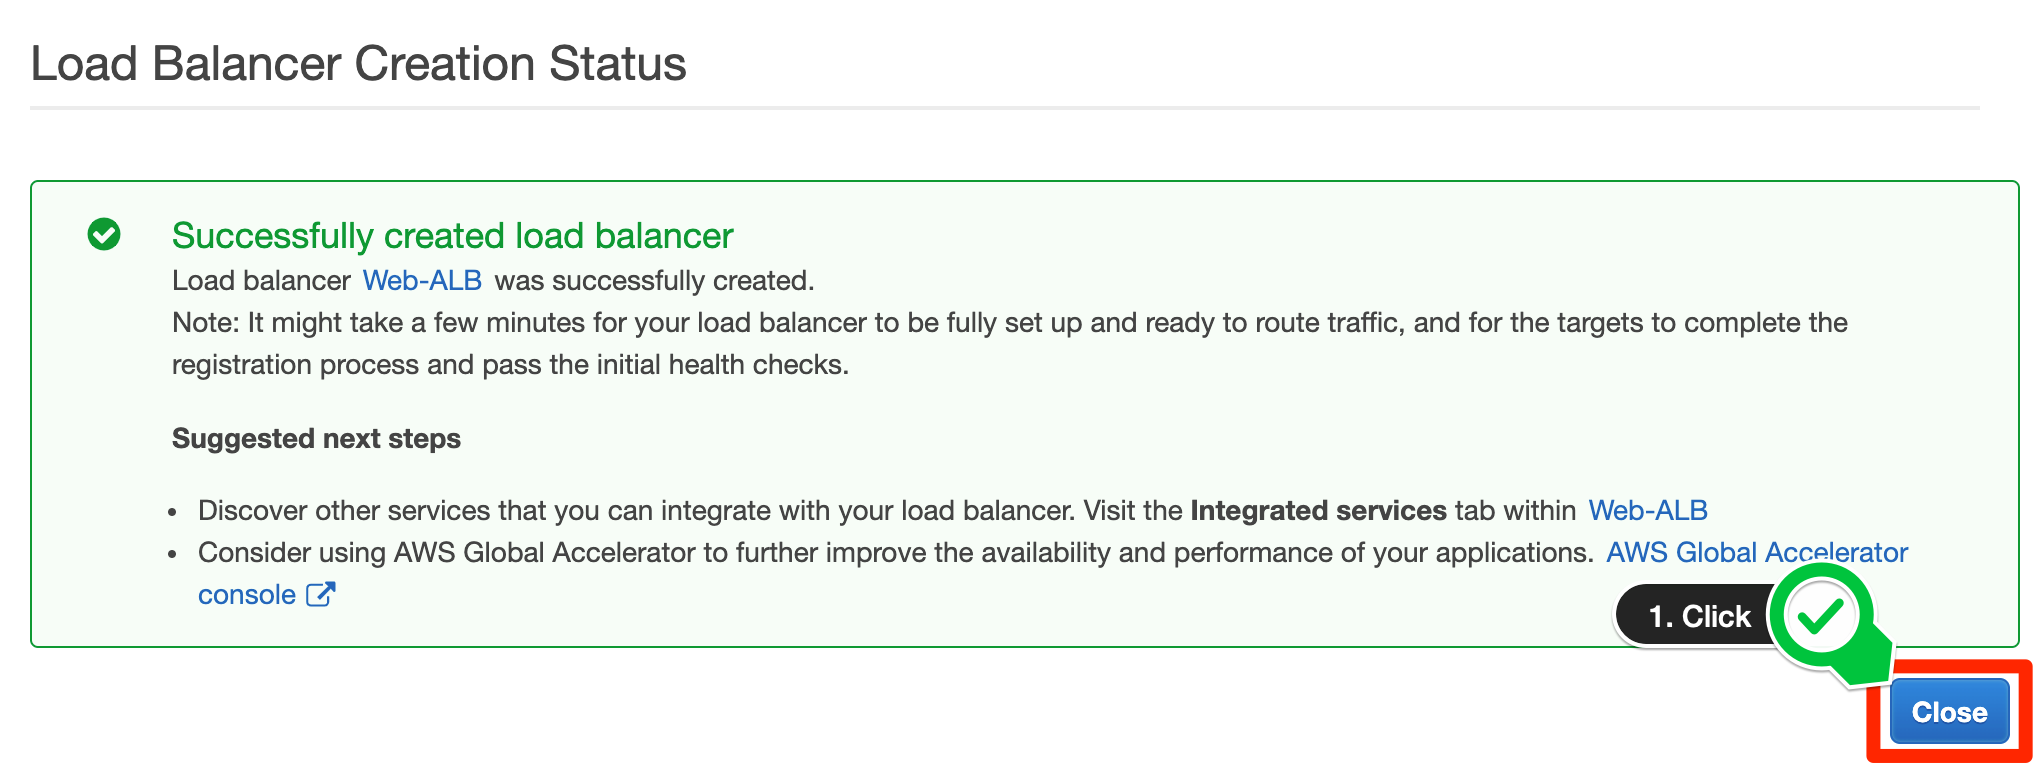 Load Balancer Creation Status
Successfully created load balancer
Load balancer Web-ALB was successfully created.
Note: It might take a few minutes for your load balancer to be fully set up and ready to route traffic, and for the targets to complete the
registration process and pass the initial health checks.
Suggested next steps
• Discover other services that you can integrate with your load balancer. Visit the Integrated services tab within Web-ALB
• Consider using AWS Global Accelerator to further improve the availability and performance of your applications. AWS Global Accelerator
console
1. Click
Close